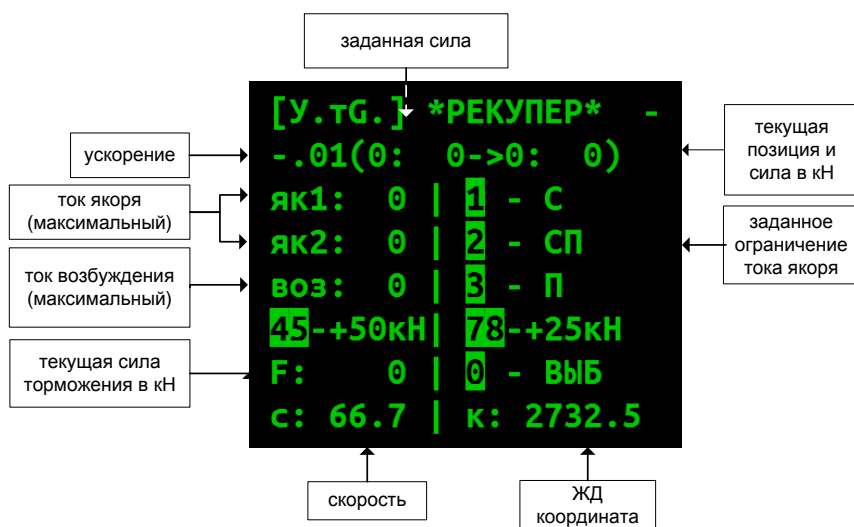 заданная сила
[У.тG.] *РЕКУПЕР* -
-.01(0: 0->0: 0)
як1: 0 | 1 - С
як2: 0 | 2 - СП
воз: 0 | 3 - П
45-+50кН| 78-+25кН
F: 0 | 0 - ВЫБ
с: 66.7 | к: 2732.5
ускорение
ток якоря
(максимальный)
ток возбуждения
(максимальный)
текущая сила
торможения в кН
текущая
позиция и
сила в кН
заданное
ограничение
тока якоря
скорость
ЖД
координата